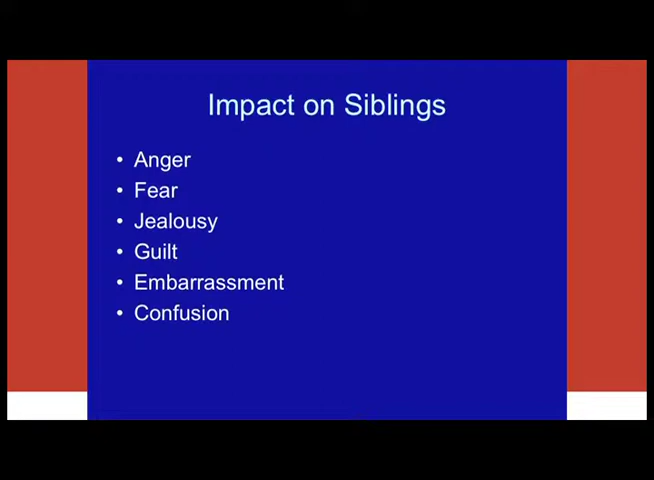 Impact on Siblings
• Anger
• Fear
• Jealousy
• Guilt
• Embarrassment
• Confusion